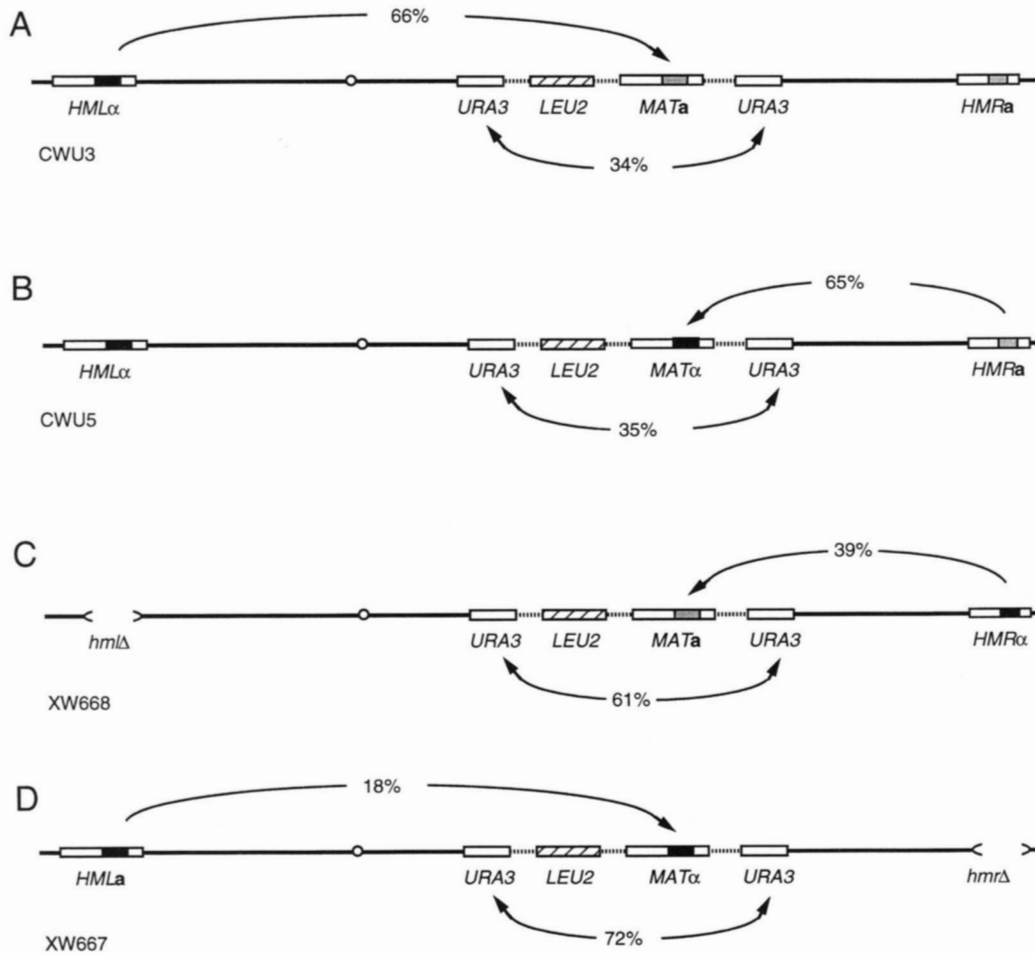 A
66%
HMLα URA3 LEU2 MATa URA3 HMRa
34%
CWU3
B
65%
HMLα URA3 LEU2 MATα URA3 HMRa
35%
CWU5
C
39%
hmlΔ URA3 LEU2 MATa URA3 HMRα
61%
XW668
D
18%
HMLa URA3 LEU2 MATα URA3 hmrΔ
72%
XW667